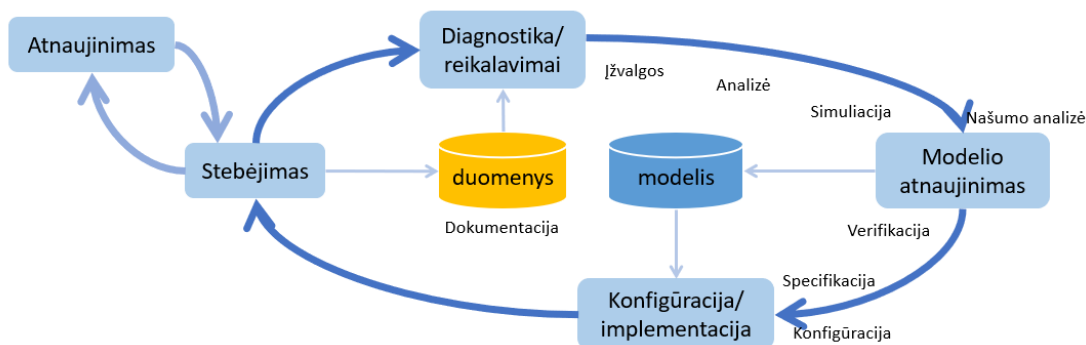 Atnaujinimas
Diagnostika/
reikalavimai
Įžvalgos
Analizė
Simuliacija
Našumo analizė
Stebėjimas
duomenys
modelis
Modelio
atnaujinimas
Dokumentacija
Verifikacija
Specifikacija
Konfigūracija/
implementacija
Konfigūracija